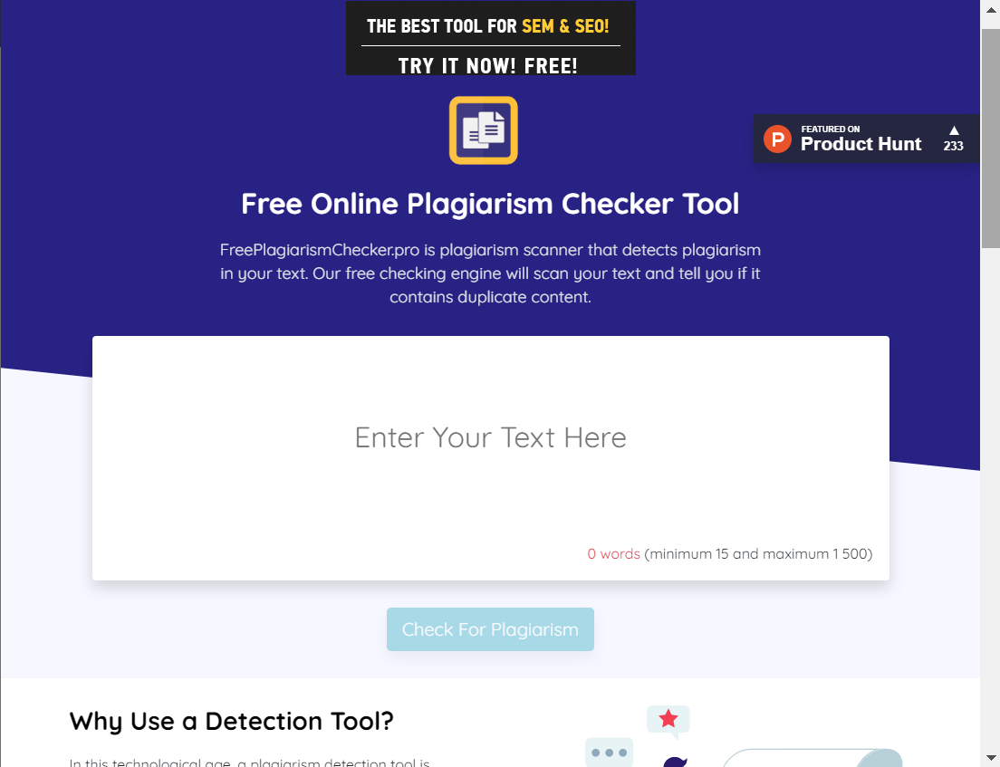 THE BEST TOOL FOR SEM & SEO!
TRY IT NOW! FREE!
P
FEATURED ON
Product Hunt
233
Free Online Plagiarism Checker Tool
FreePlagiarismChecker.pro is plagiarism scanner that detects plagiarism
in your text. Our free checking engine will scan your text and tell you if it
contains duplicate content.
Enter Your Text Here
0 words (minimum 15 and maximum 1 500)
Check For Plagiarism
Why Use a Detection Tool?
In this technological age, a plagiarism detection tool is